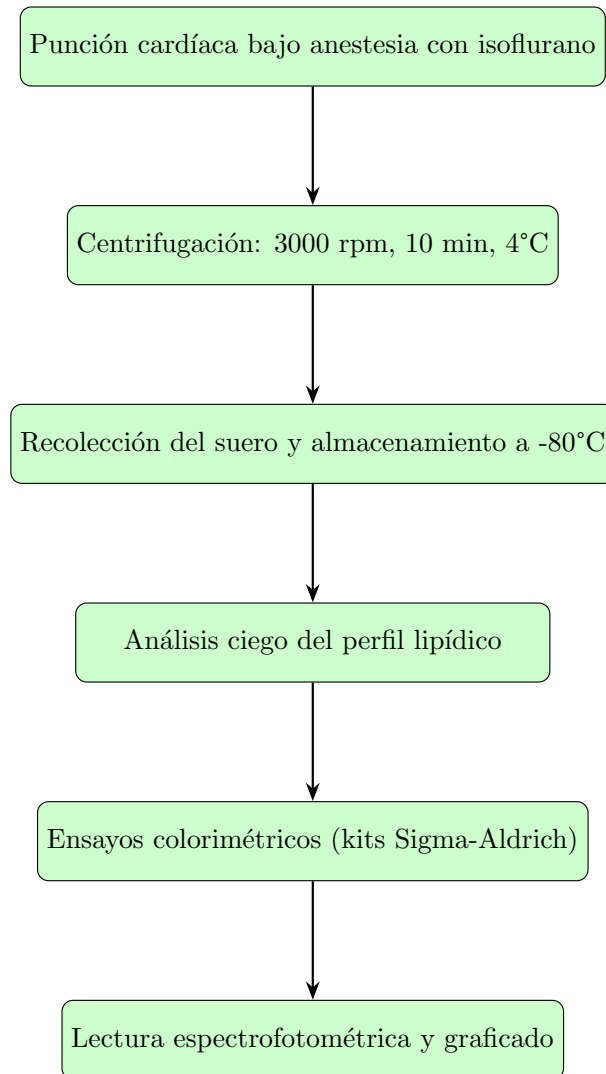 Punción cardíaca bajo anestesia con isoflurano
Centrifugación: 3000 rpm, 10 min, 4°C
Recolección del suero y almacenamiento a -80°C
Análisis ciego del perfil lipídico
Ensayos colorimétricos (kits Sigma-Aldrich)
Lectura espectrofotométrica y graficado